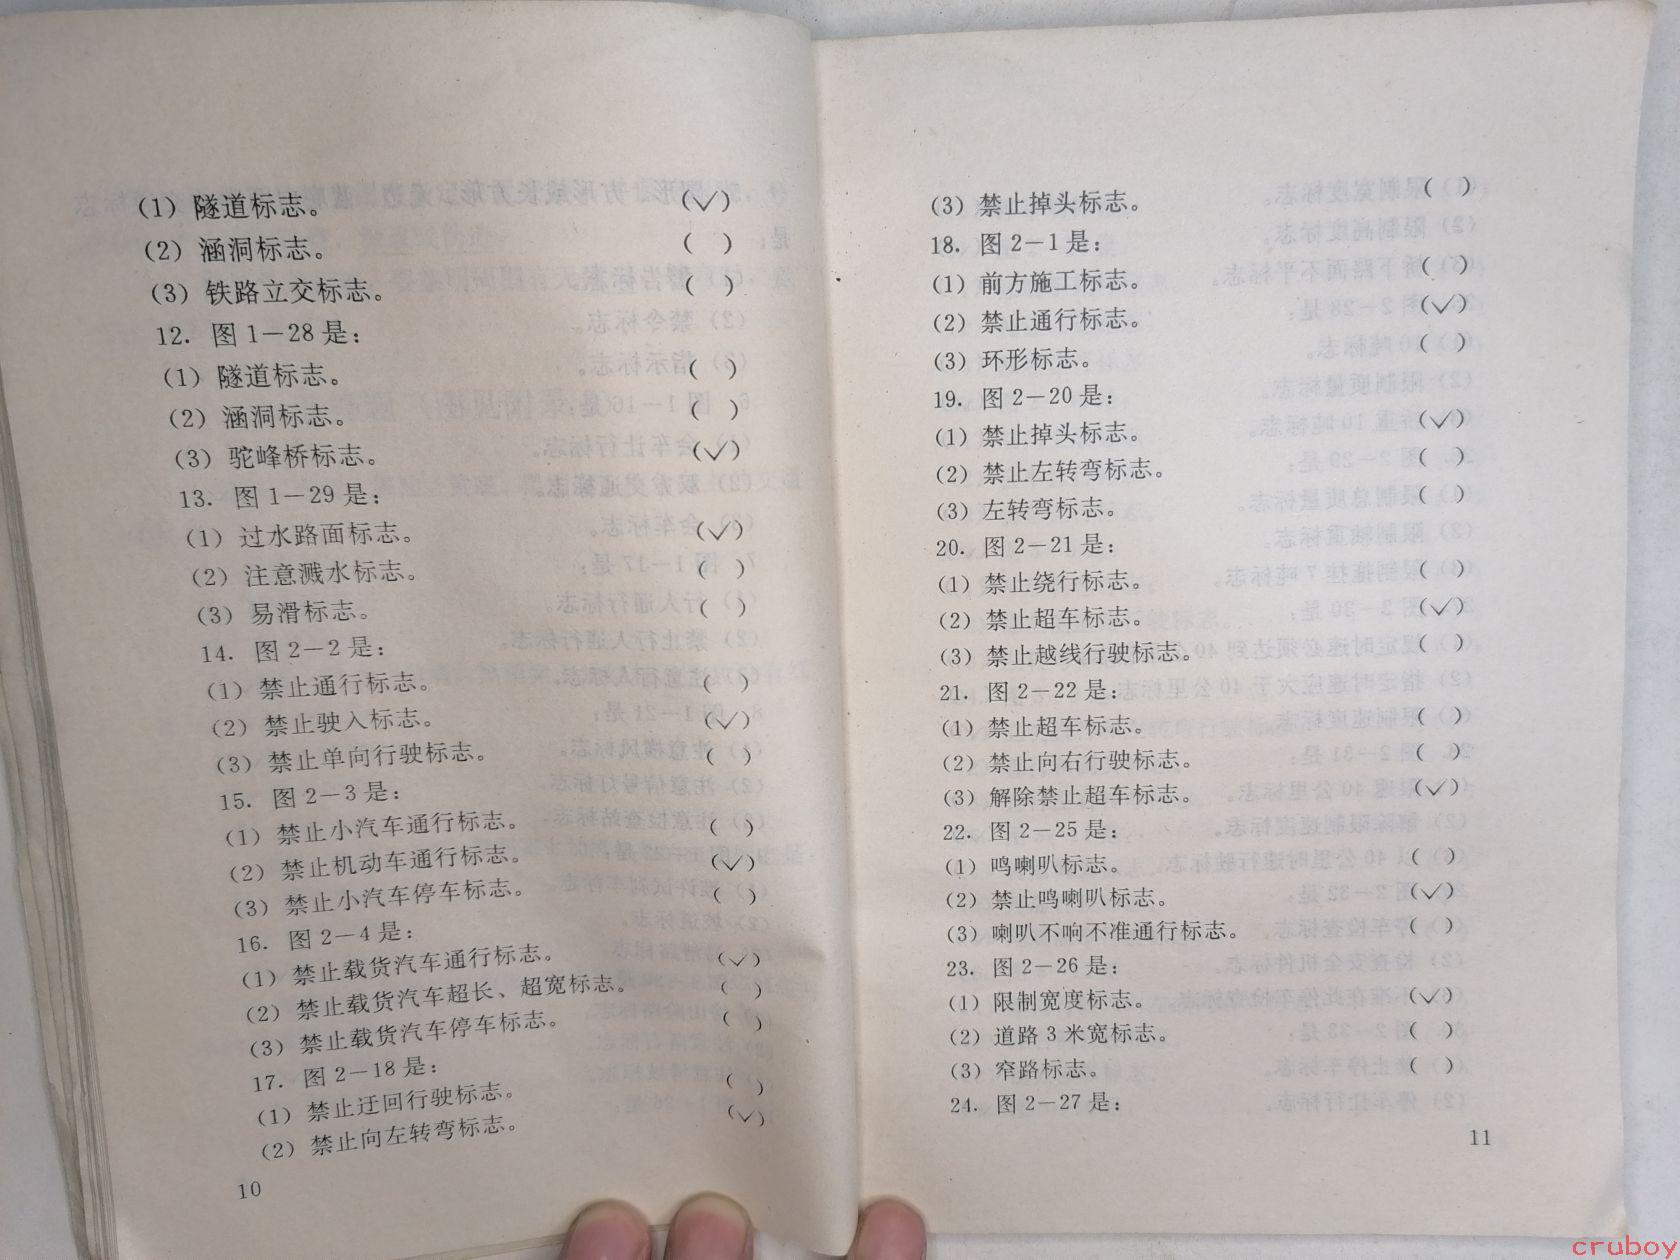 (1) 隧道标志。 (√)
(2) 涵洞标志。 ( )
(3) 铁路立交标志。 ( )
12. 图1—28是:
(1) 隧道标志。 ( )
(2) 涵洞标志。 ( )
(3) 驼峰桥标志。 (√)
13. 图1—29是:
(1) 过水路面标志。 (√)
(2) 注意溅水标志。 ( )
(3) 易滑标志。 ( )
14. 图2—2是:
(1) 禁止通行标志。 ( )
(2) 禁止驶入标志。 (√)
(3) 禁止单向行驶标志。 ( )
15. 图2—3是:
(1) 禁止小汽车通行标志。 ( )
(2) 禁止机动车通行标志。 (√)
(3) 禁止小汽车停车标志。 ( )
16. 图2—4是:
(1) 禁止载货汽车通行标志。 (√)
(2) 禁止载货汽车超长、超宽标志。 ( )
(3) 禁止载货汽车停车标志。 ( )
17. 图2—18是:
(1) 禁止迂回行驶标志。 ( )
(2) 禁止向左转弯标志。 (√)
10
(3) 禁止掉头标志。 ( )
18. 图2—1是:
(1) 前方施工标志。 ( )
(2) 禁止通行标志。 (√)
(3) 环形标志。 ( )
19. 图2—20是:
(1) 禁止掉头标志。 (√)
(2) 禁止左转弯标志。 ( )
(3) 左转弯标志。 ( )
20. 图2—21是:
(1) 禁止绕行标志。 ( )
(2) 禁止超车标志。 (√)
(3) 禁止越线行驶标志。 ( )
21. 图2—22是:
(1) 禁止超车标志。 ( )
(2) 禁止向右行驶标志。 ( )
(3) 解除禁止超车标志。 (√)
22. 图2—25是:
(1) 鸣喇叭标志。 ( )
(2) 禁止鸣喇叭标志。 (√)
(3) 喇叭不响不准通行标志。 ( )
23. 图2—26是:
(1) 限制宽度标志。 (√)
(2) 道路3米宽标志。 ( )
(3) 窄路标志。 ( )
24. 图2—27是:
11
cruboy